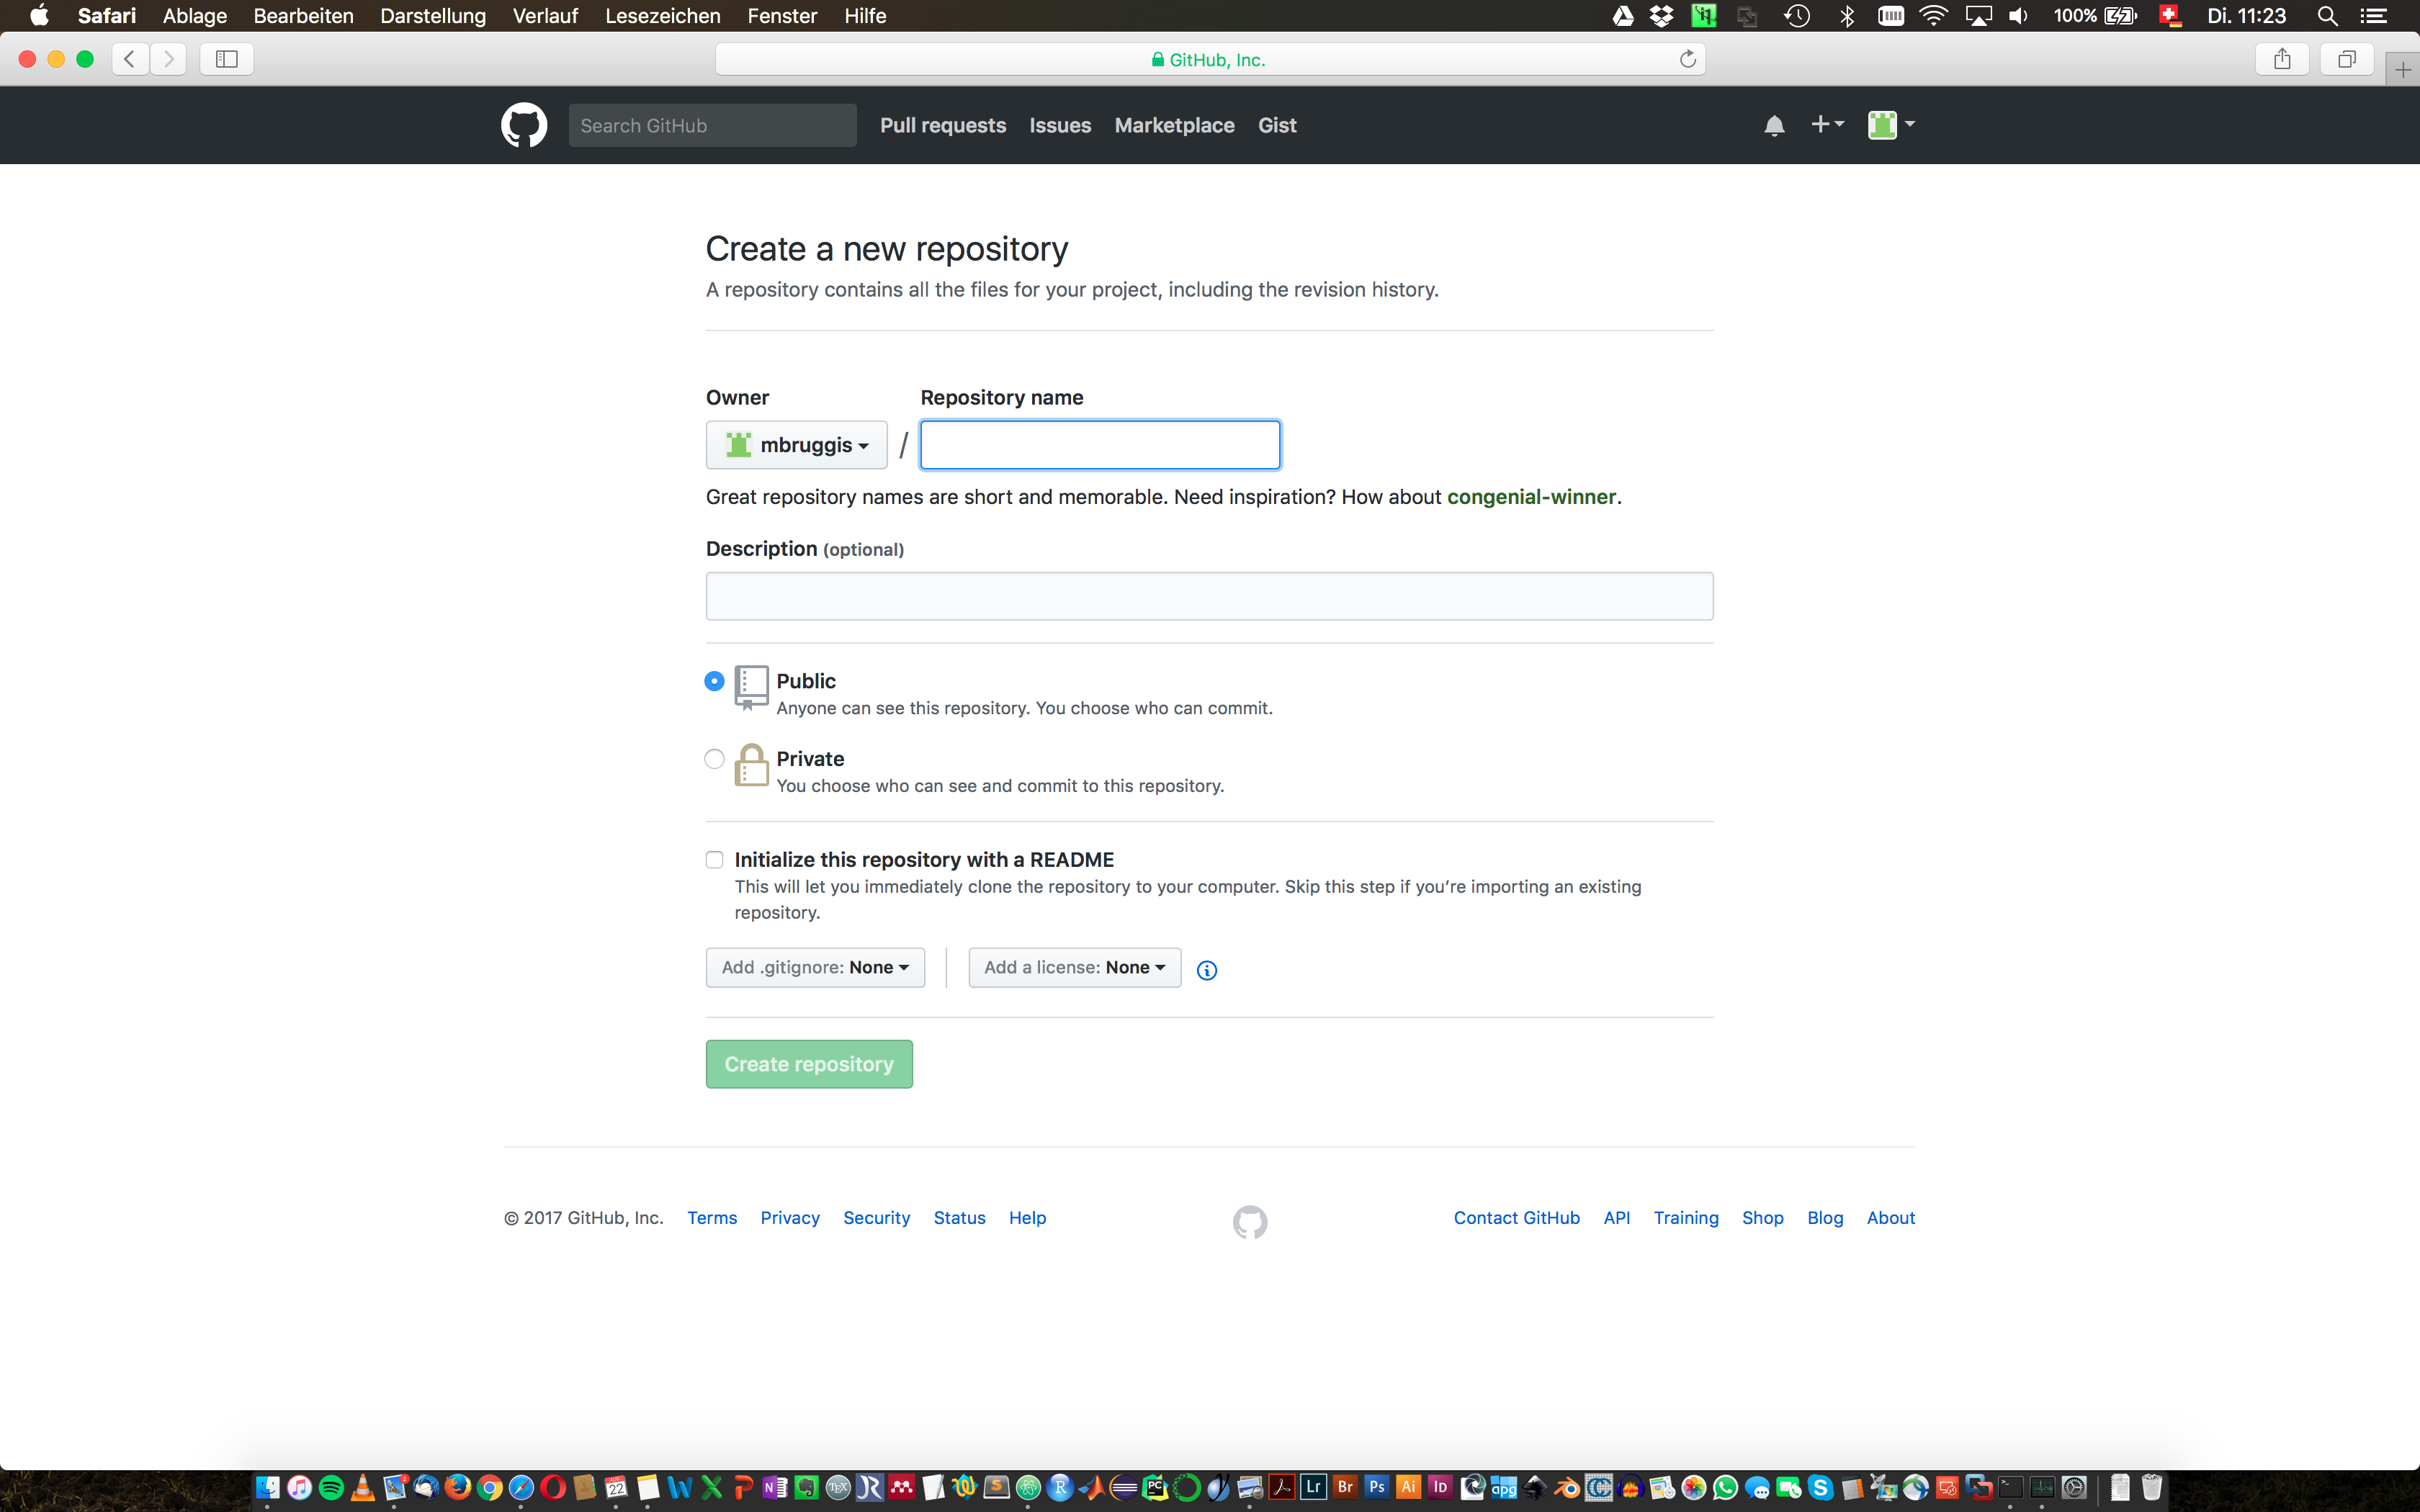 Safari Ablage Bearbeiten Darstellung Verlauf Lesezeichen Fenster Hilfe 100% Di. 11:23
GitHub, Inc.
Search GitHub Pull requests Issues Marketplace Gist
Create a new repository
A repository contains all the files for your project, including the revision history.
Owner Repository name
mbruggis /
Great repository names are short and memorable. Need inspiration? How about congenial-winner.
Description (optional)
Public
Anyone can see this repository. You choose who can commit.
Private
You choose who can see and commit to this repository.
Initialize this repository with a README
This will let you immediately clone the repository to your computer. Skip this step if you're importing an existing
repository.
Add .gitignore: None Add a license: None
Create repository
© 2017 GitHub, Inc. Terms Privacy Security Status Help Contact GitHub API Training Shop Blog About
22 Lr Br Ps Ai ID